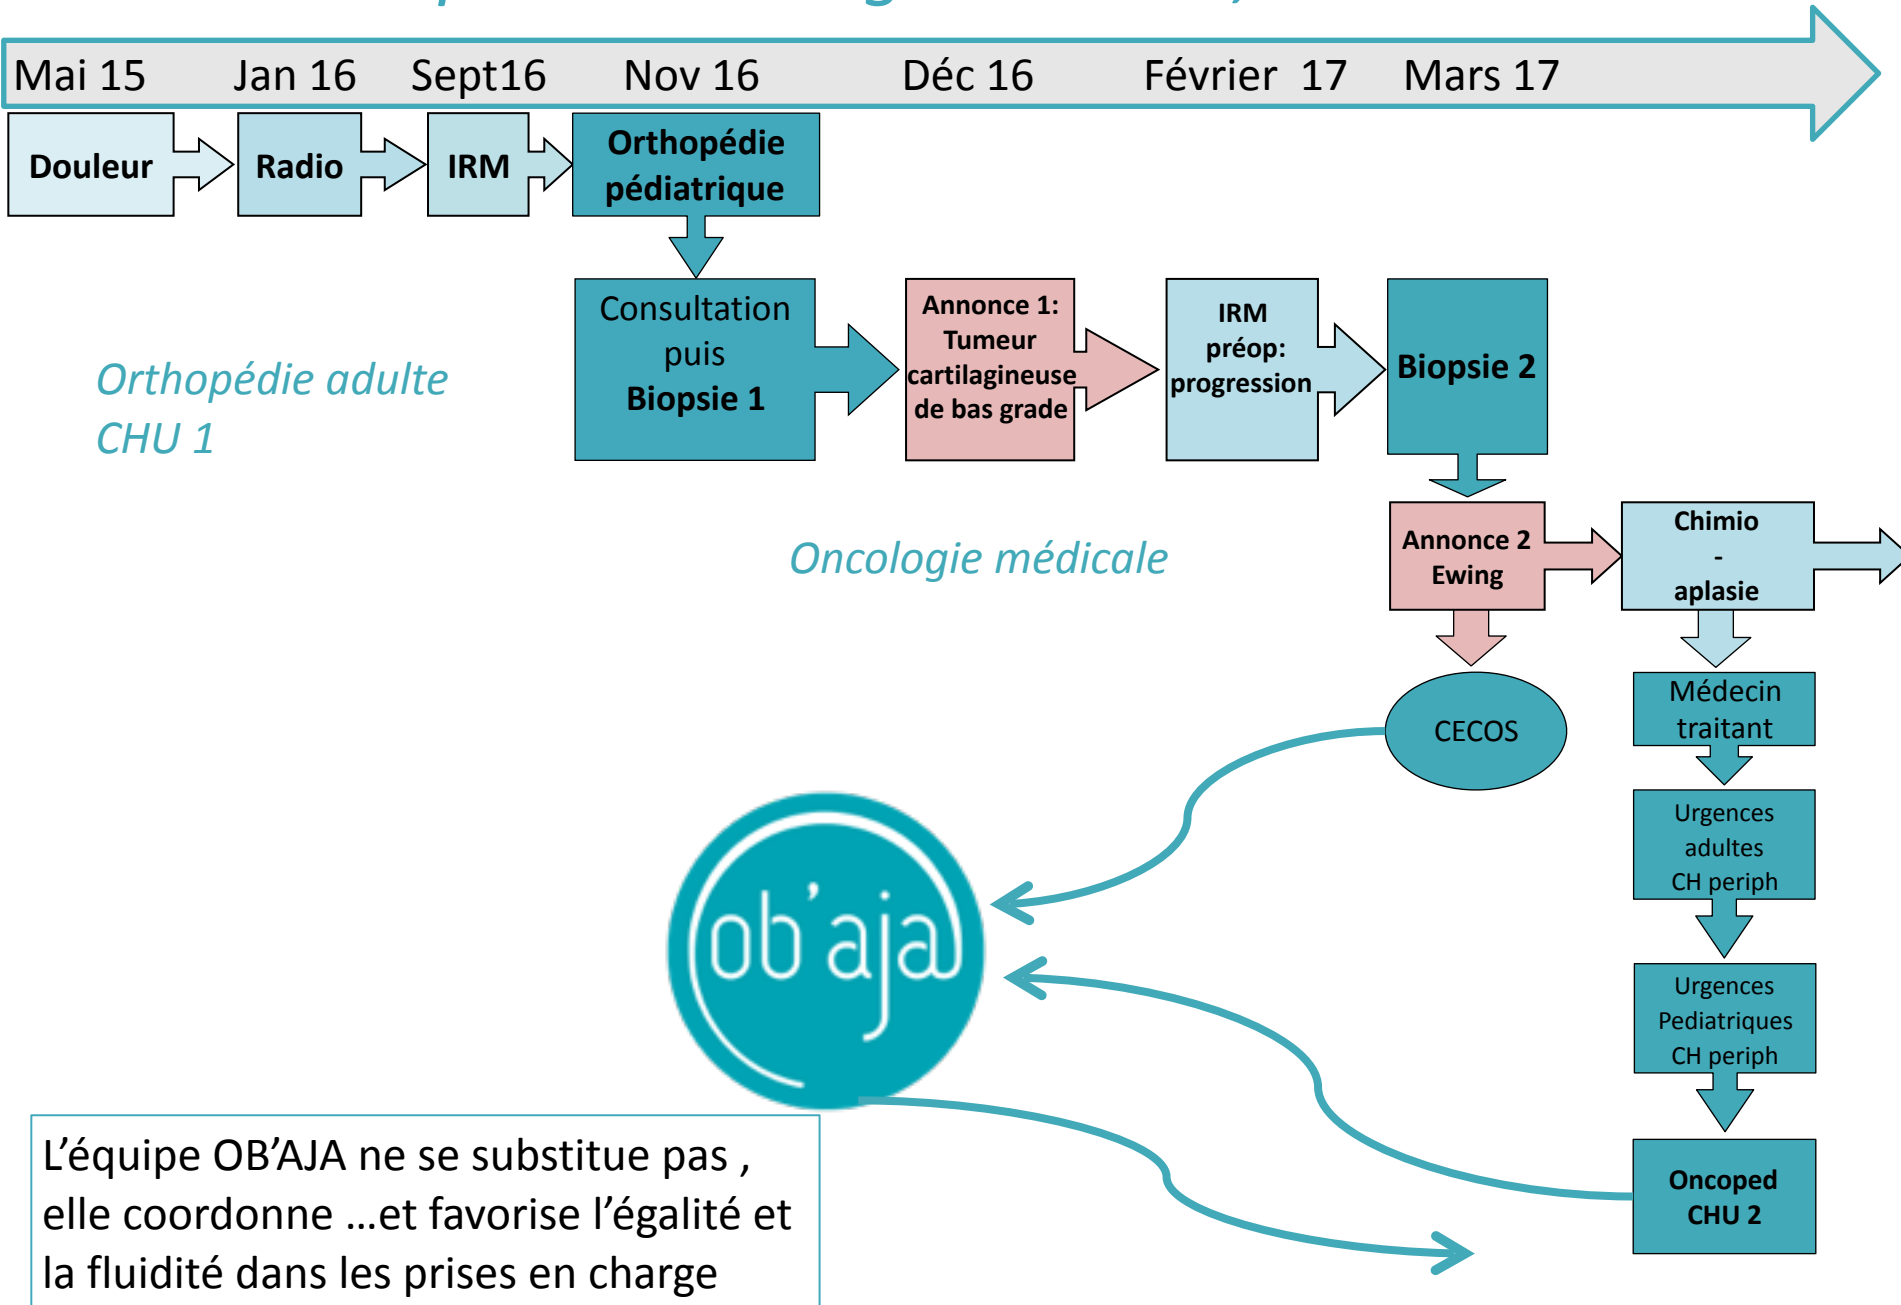 Mai 15 Jan 16 Sept16 Nov 16 Déc 16 Février 17 Mars 17
Douleur
Radio
IRM
Orthopédie
pédiatrique
Consultation
puis
Biopsie 1
Annonce 1:
Tumeur
cartilagineuse
de bas grade
IRM
préop:
progression
Biopsie 2
Orthopédie adulte
CHU 1
Oncologie médicale
Annonce 2
Ewing
Chimio
-
aplasie
CECOS
Médecin
traitant
Urgences
adultes
CH periph
Urgences
Pediatriques
CH periph
Oncoped
CHU 2
ob'aja
L’équipe OB’AJA ne se substitue pas ,
elle coordonne …et favorise l’égalité et
la fluidité dans les prises en charge